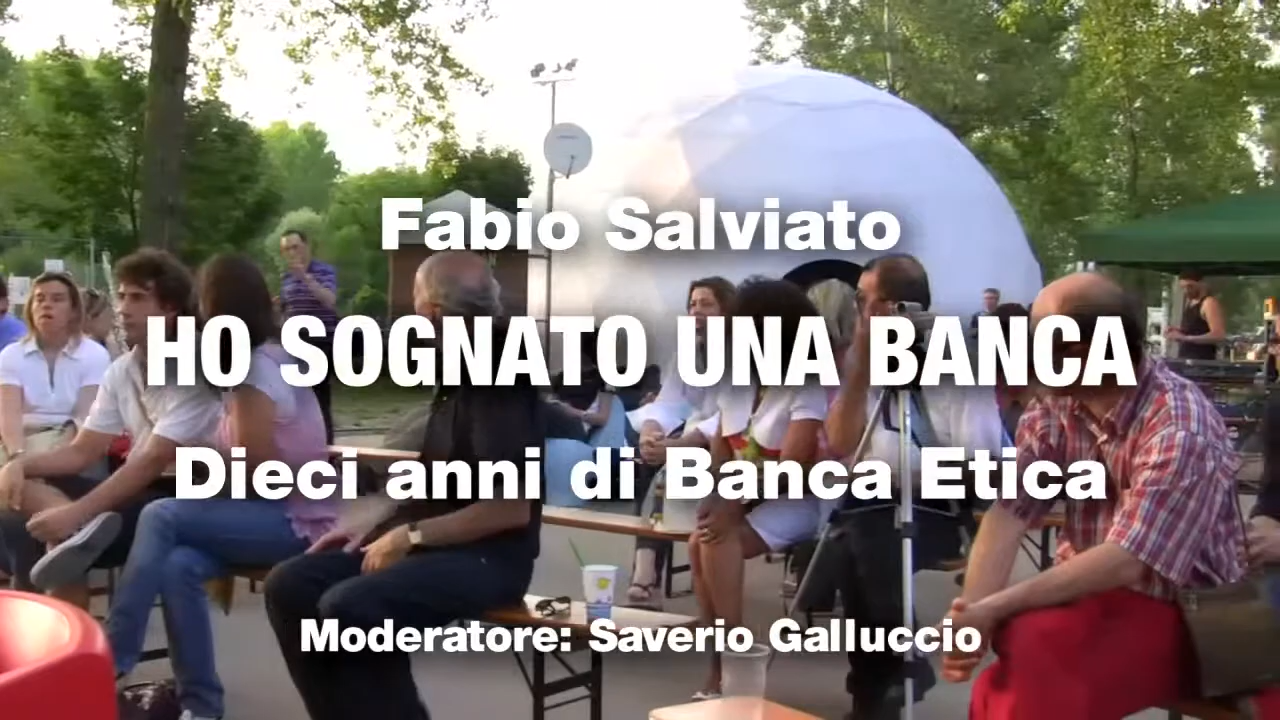 Fabio Salviato
HO SOGNATO UNA BANCA
Dieci anni di Banca Etica
Moderatore: Saverio Galluccio